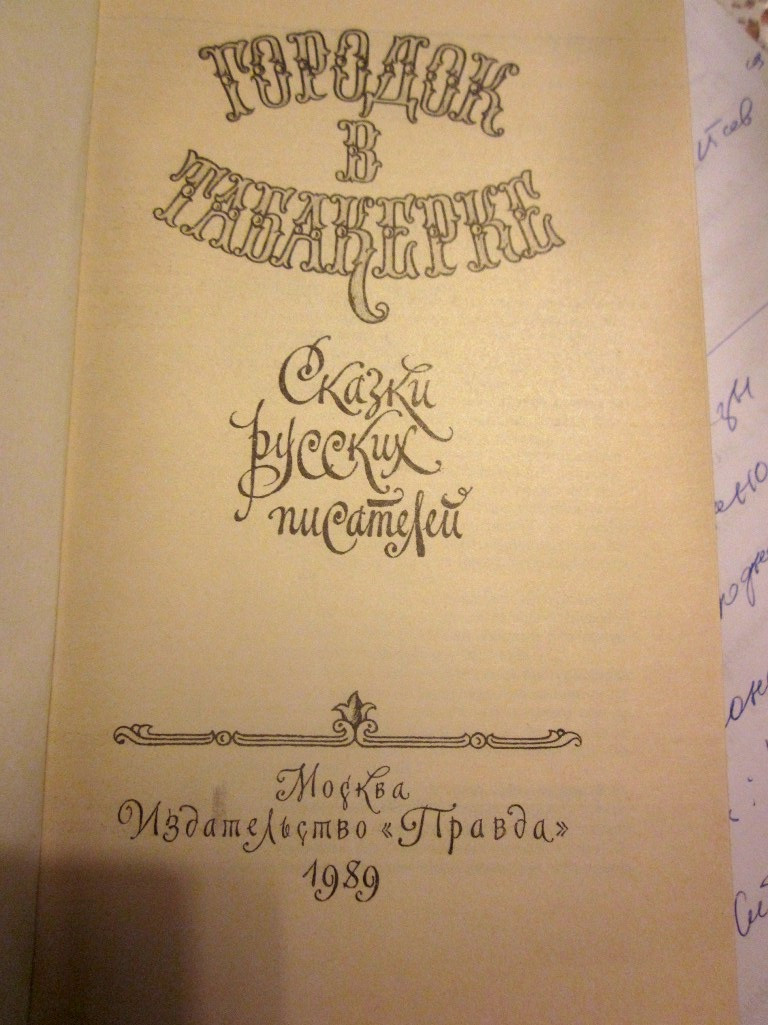 ГОРОДОК
В
ТАБАКЕРКЕ
Сказки
русских
писателей
Москва
Издательство «Правда»
1989